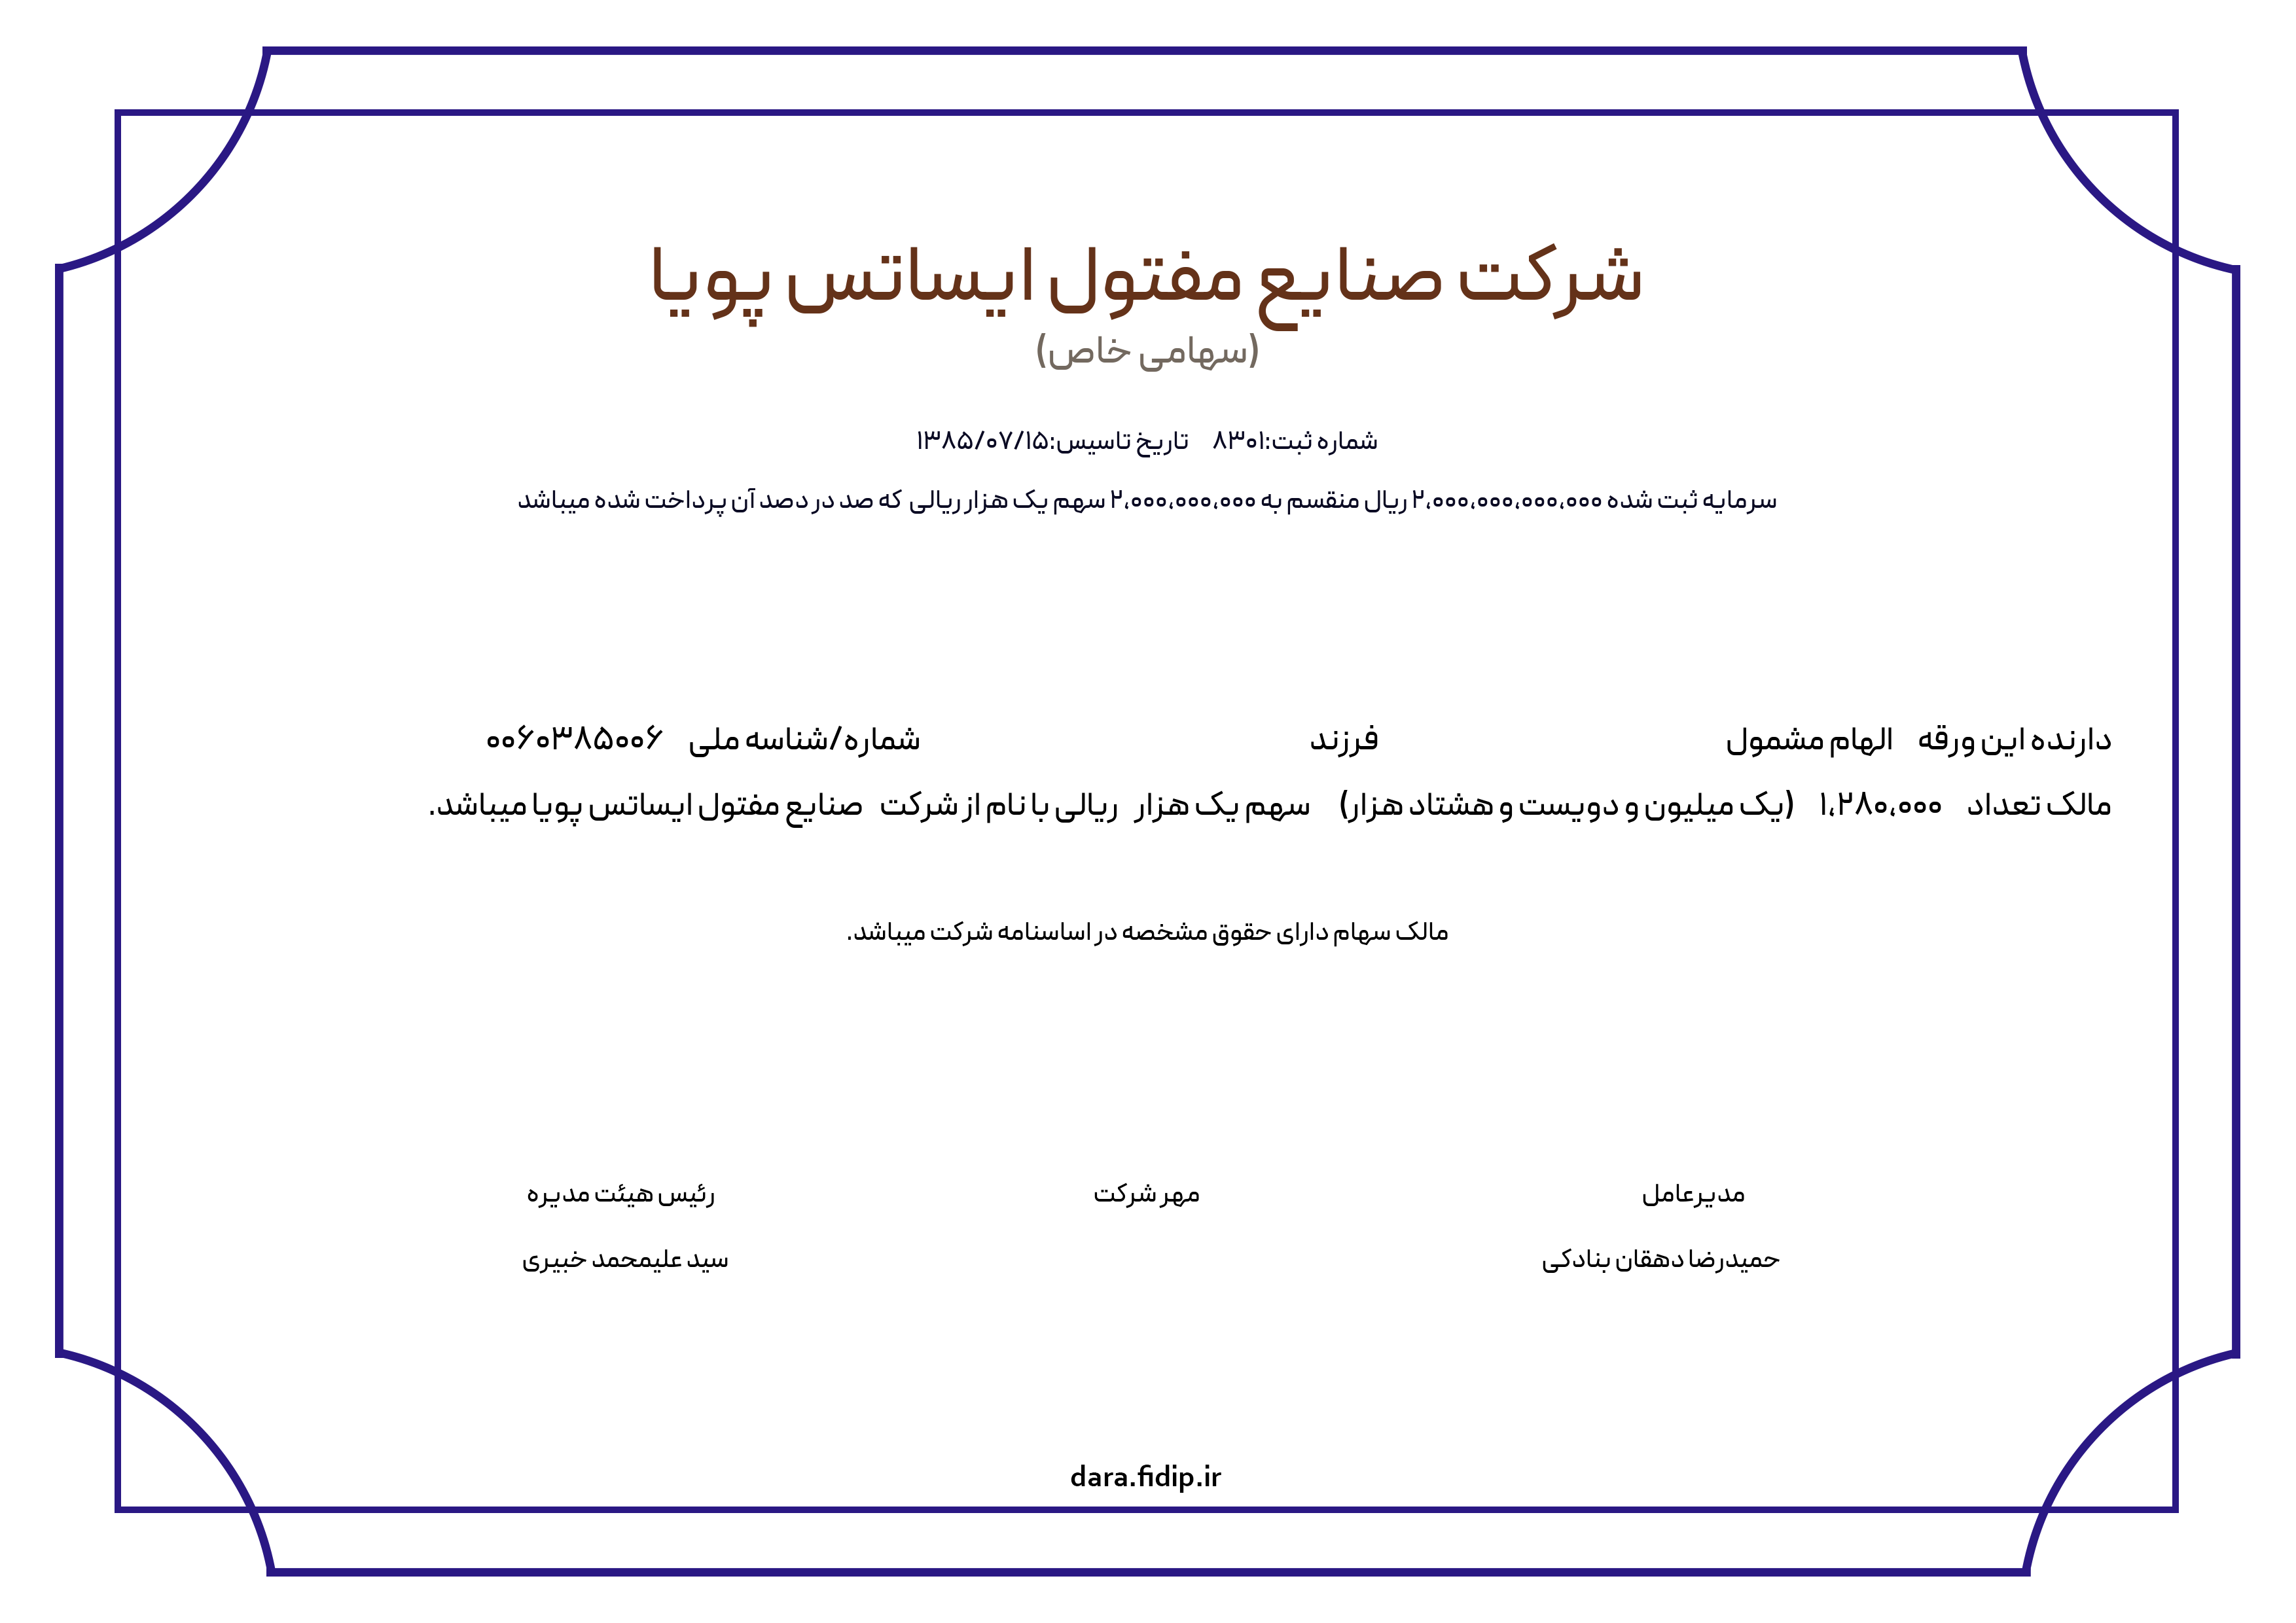 شرکت صنایع مفتول ایساتس پویا
(سهامی خاص)
شماره ثبت:۸۳۰۱ تاریخ تاسیس:۱۳۸۵/۰۷/۱۵
سرمایه ثبت شده ۲،۰۰۰،۰۰۰،۰۰۰،۰۰۰ ریال منقسم به ۲،۰۰۰،۰۰۰،۰۰۰ سهم یک هزار ریالی که صد در دصد آن پرداخت شده میباشد
دارنده این ورقه الهام مشمول فرزند شماره/شناسه ملی ۰۰۶۰۳۸۵۰۰۶
مالک تعداد ۱،۲۸۰،۰۰۰ (یک میلیون و دویست و هشتاد هزار) سهم یک هزار ریالی با نام از شرکت صنایع مفتول ایساتس پویا میباشد.
مالک سهام دارای حقوق مشخصه در اساسنامه شرکت میباشد.
مدیرعامل مهر شرکت رئیس هیئت مدیره
حمیدرضا دهقان بنادکی سید علیمحمد خبیری
dara.fidip.ir